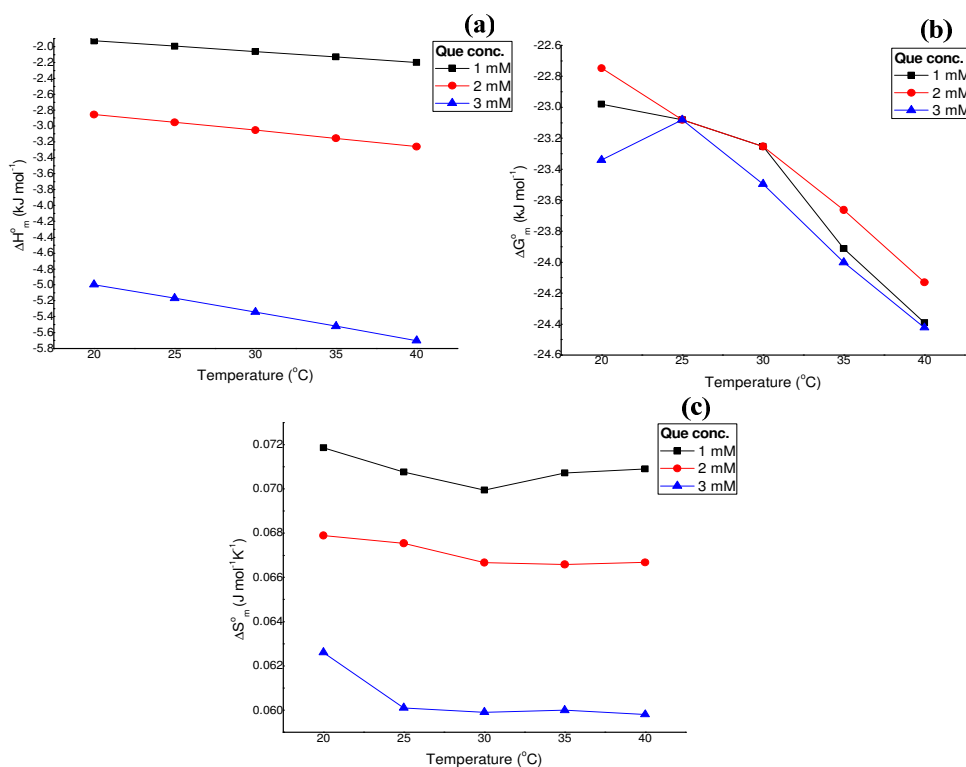 (a)
Que conc.
1 mM
2 mM
3 mM
-2.0
-2.2
-2.4
-2.6
-2.8
-3.0
-3.2
-3.4
-3.6
-3.8
-4.0
-4.2
-4.4
-4.6
-4.8
-5.0
-5.2
-5.4
-5.6
-5.8
ΔH°m (kJ mol⁻¹)
20 25 30 35 40
Temperature (°C)
(b)
Que conc.
1 mM
2 mM
3 mM
-22.6
-22.8
-23.0
-23.2
-23.4
-23.6
-23.8
-24.0
-24.2
-24.4
-24.6
ΔG°m (kJ mol⁻¹)
20 25 30 35 40
Temperature (°C)
(c)
Que conc.
1 mM
2 mM
3 mM
0.072
0.070
0.068
0.066
0.064
0.062
0.060
ΔS°m (J mol⁻¹K⁻¹)
20 25 30 35 40
Temperature (°C)